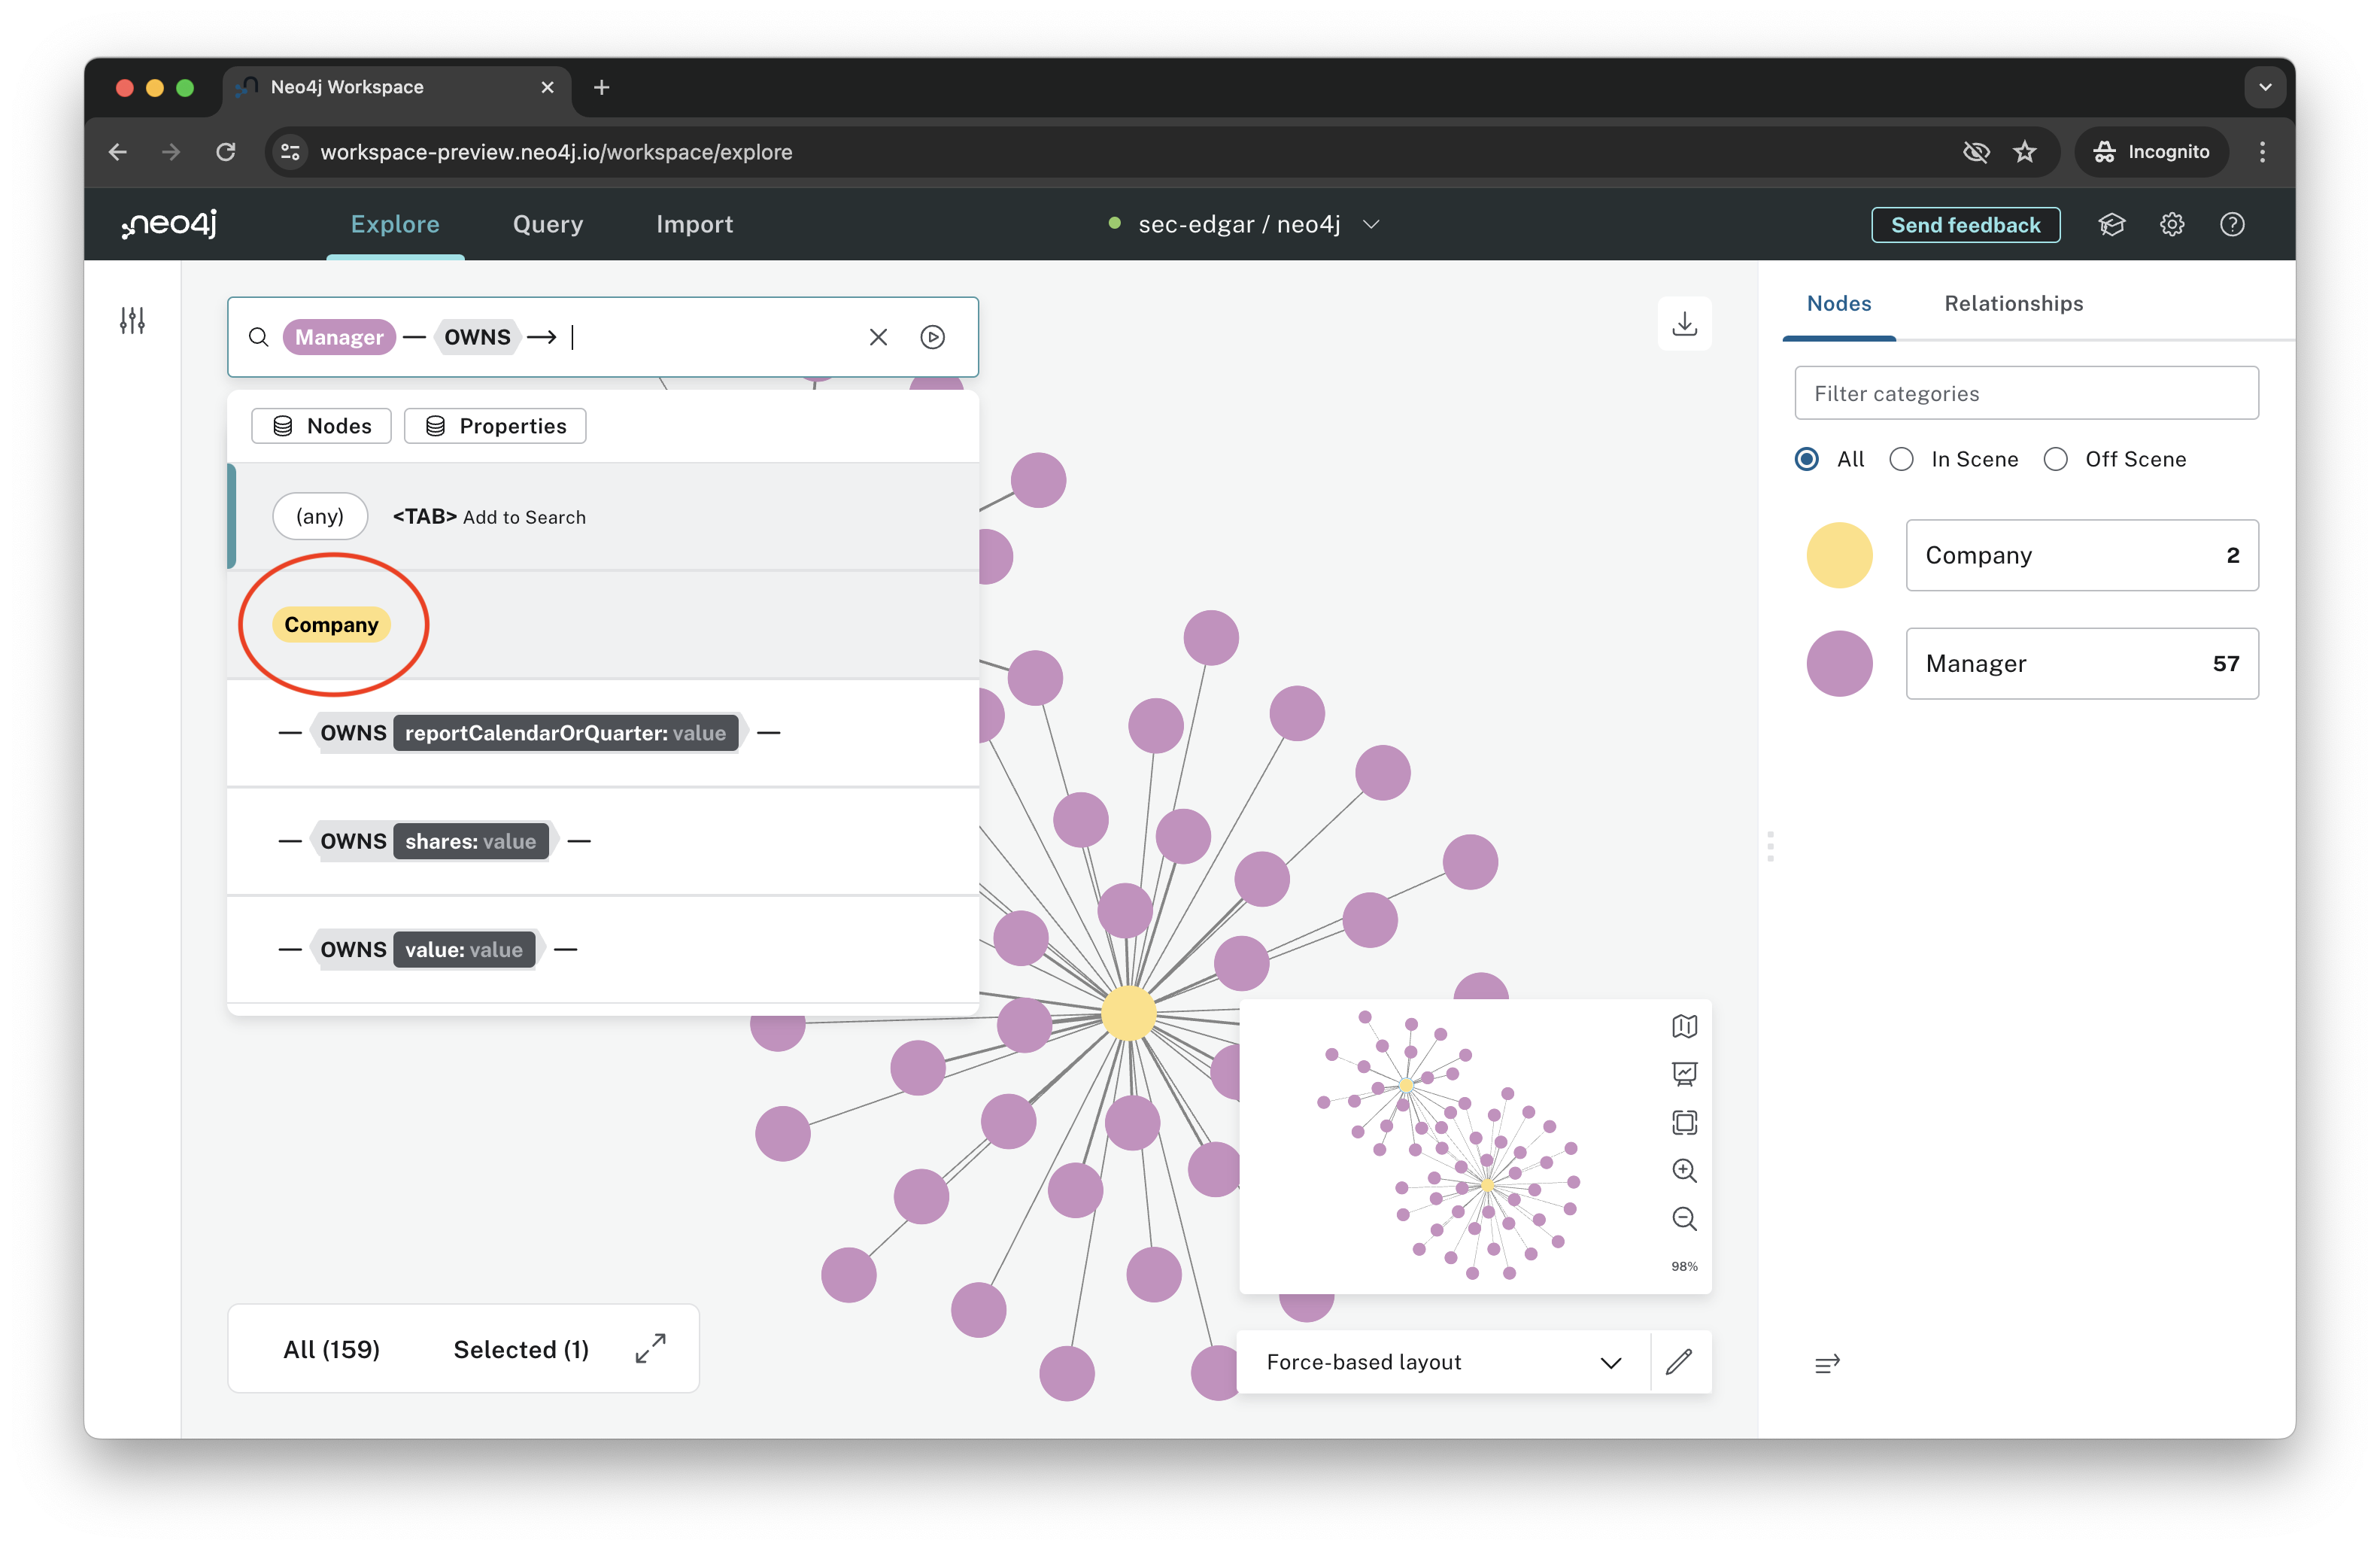 Neo4j Workspace
workspace-preview.neo4j.io/workspace/explore
Incognito
neo4j
Explore
Query
Import
sec-edgar / neo4j
Send feedback
Manager — OWNS →
Nodes
Properties
(any) <TAB> Add to Search
Company
— OWNS reportCalendarOrQuarter: value —
— OWNS shares: value —
— OWNS value: value —
All (159)
Selected (1)
98%
Force-based layout
Nodes
Relationships
Filter categories
All
In Scene
Off Scene
Company 2
Manager 57